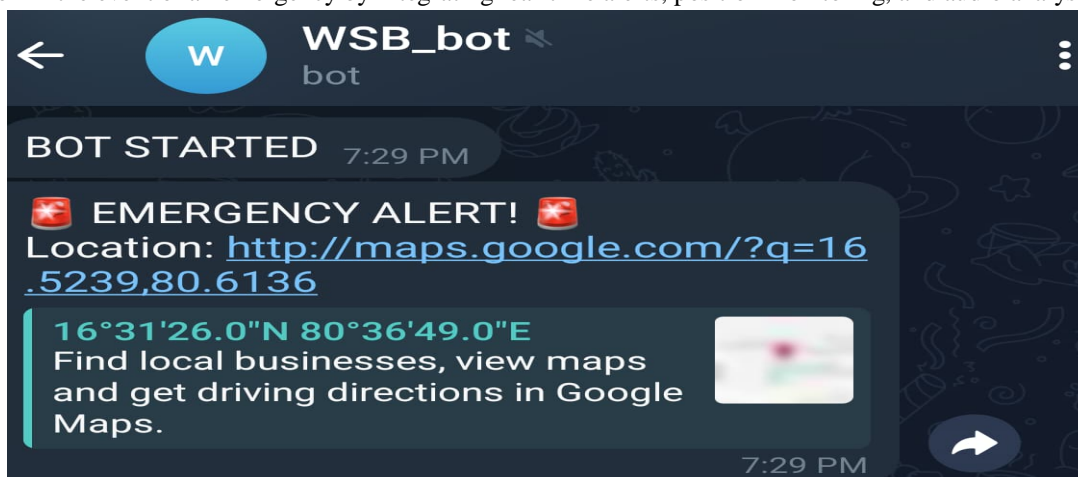 WSB_bot
bot
BOT STARTED 7:29 PM
🚨 EMERGENCY ALERT! 🚨
Location: http://maps.google.com/?q=16
.5239,80.6136
16°31'26.0"N 80°36'49.0"E
Find local businesses, view maps
and get driving directions in Google
Maps.
7:29 PM
W